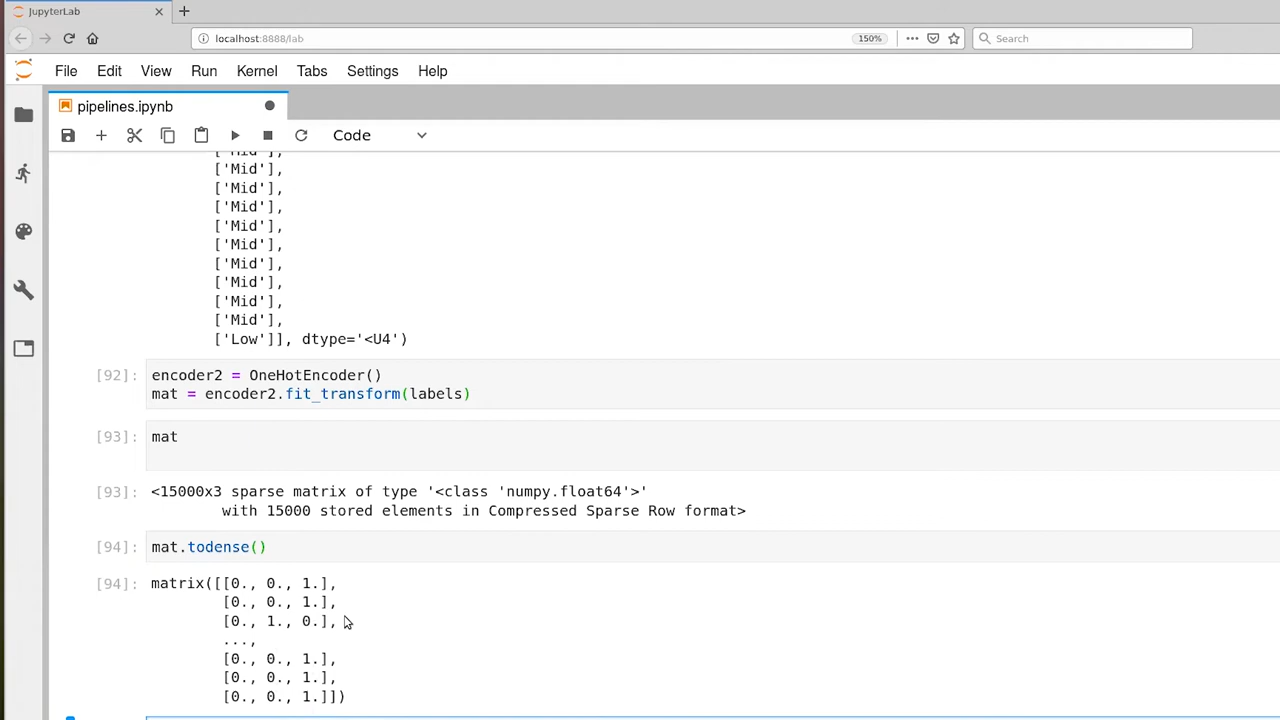 JupyterLab
localhost:8888/lab
150%
Search
File Edit View Run Kernel Tabs Settings Help
pipelines.ipynb
Code
['Mid'],
['Mid'],
['Mid'],
['Mid'],
['Mid'],
['Mid'],
['Mid'],
['Mid'],
['Mid'],
['Mid'],
['Low']], dtype='<U4')
[92]: encoder2 = OneHotEncoder()
mat = encoder2.fit_transform(labels)
[93]: mat
[93]: <15000x3 sparse matrix of type '<class 'numpy.float64'>'
with 15000 stored elements in Compressed Sparse Row format>
[94]: mat.todense()
[94]: matrix([[0., 0., 1.],
[0., 0., 1.],
[0., 1., 0.],
...,
[0., 0., 1.],
[0., 0., 1.],
[0., 0., 1.]])